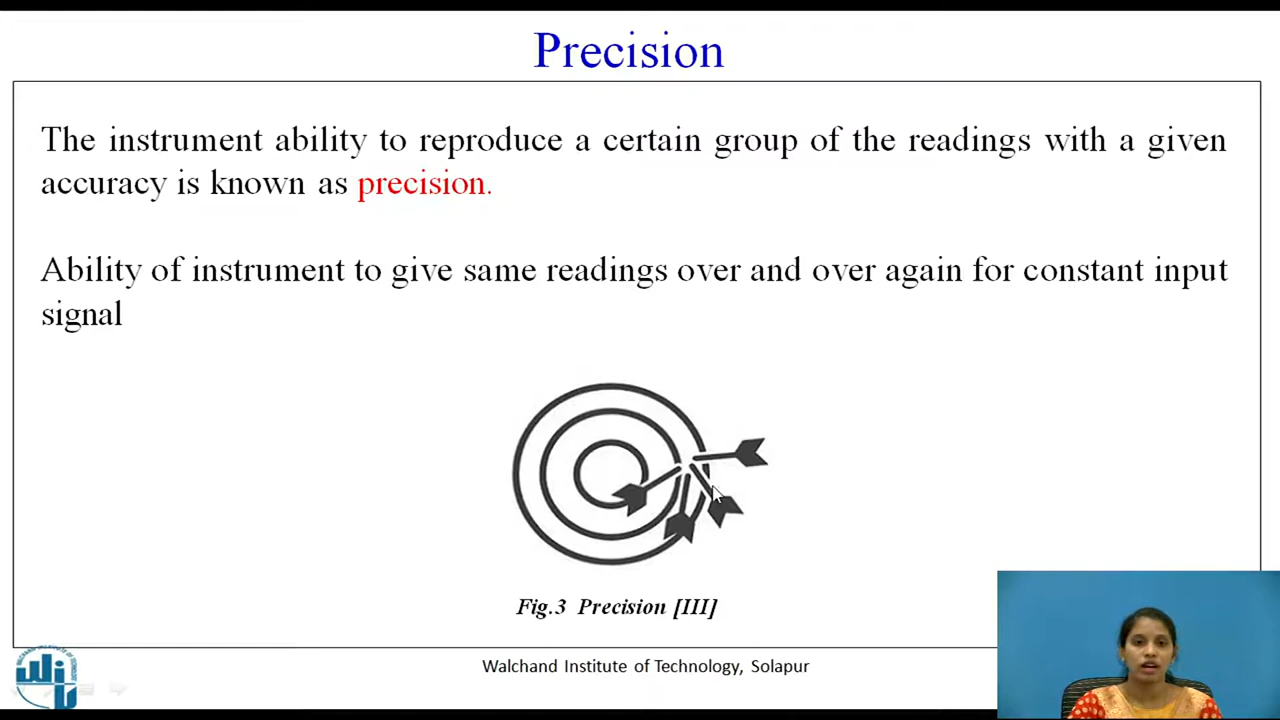 Precision
The instrument ability to reproduce a certain group of the readings with a given
accuracy is known as precision.
Ability of instrument to give same readings over and over again for constant input
signal
Fig.3 Precision [III]
Walchand Institute of Technology, Solapur